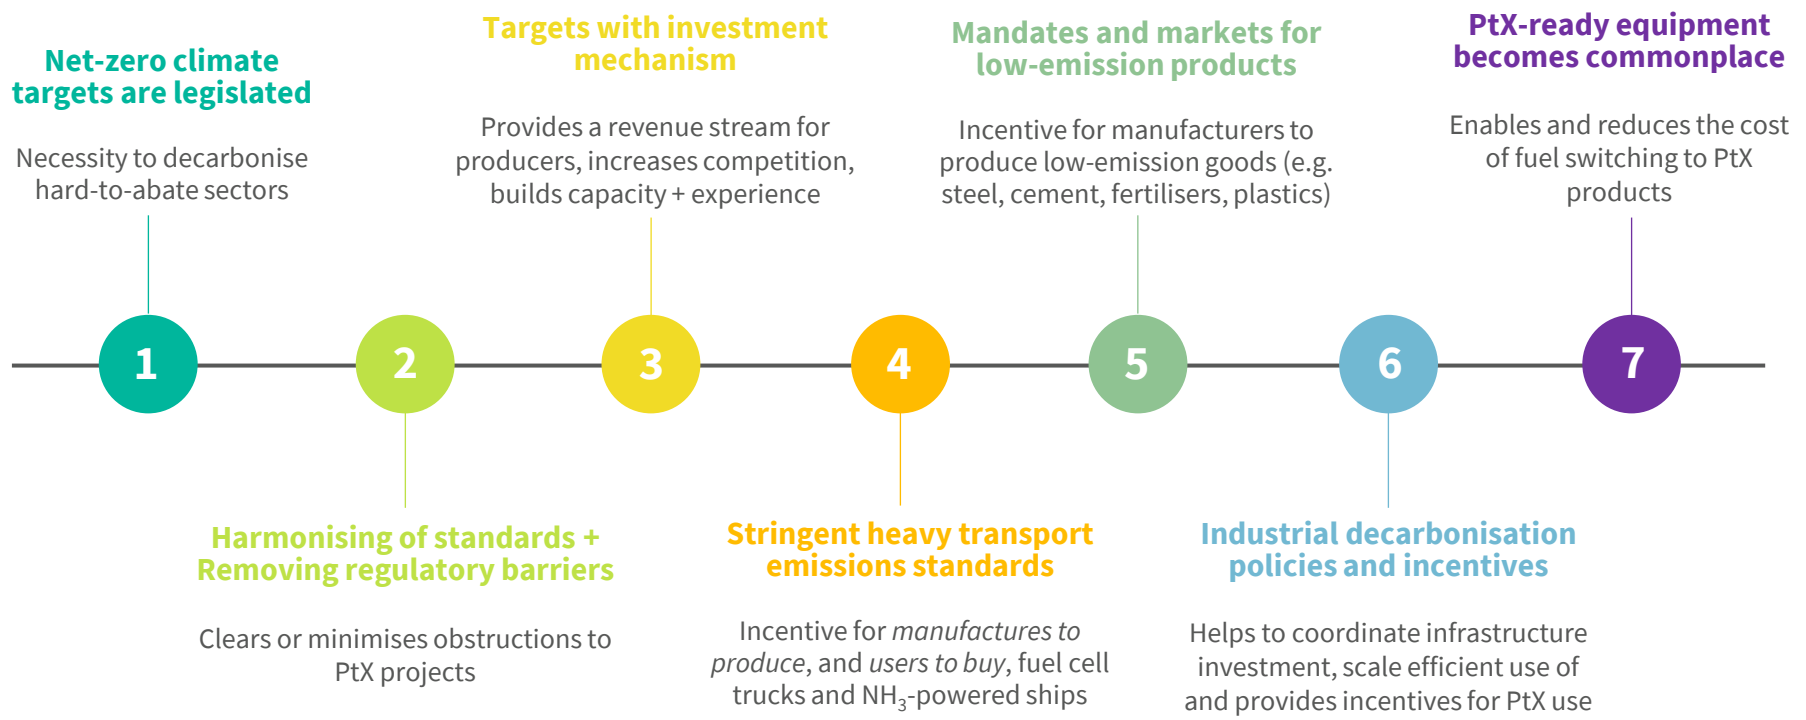 Net-zero climate
targets are legislated
Necessity to decarbonise
hard-to-abate sectors
1
Harmonising of standards +
Removing regulatory barriers
Clears or minimises obstructions to
PtX projects
2
Targets with investment
mechanism
Provides a revenue stream for
producers, increases competition,
builds capacity + experience
3
Stringent heavy transport
emissions standards
Incentive for manufactures to
produce, and users to buy, fuel cell
trucks and NH₃-powered ships
4
Mandates and markets for
low-emission products
Incentive for manufacturers to
produce low-emission goods (e.g.
steel, cement, fertilisers, plastics)
5
Industrial decarbonisation
policies and incentives
Helps to coordinate infrastructure
investment, scale efficient use of
and provides incentives for PtX use
6
PtX-ready equipment
becomes commonplace
Enables and reduces the cost
of fuel switching to PtX
products
7